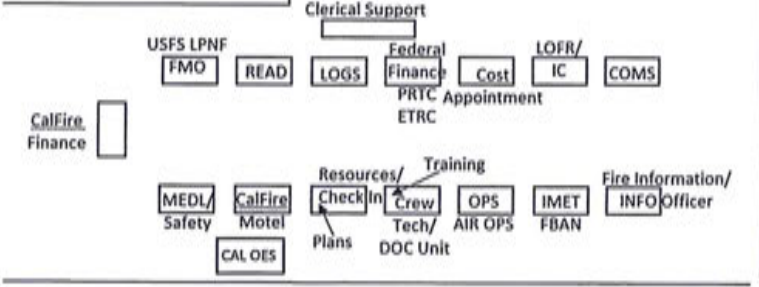 Clerical Support
USFS LPNF
FMO
READ
LOGS
Federal
Finance
PRTC
ETRC
Cost
Appointment
LOFR/
IC
COMS
CalFire
Finance
MEDL/
Safety
CalFire
Motel
CAL OES
Resources/
Check In
Plans
Training
Crew
Tech/
DOC Unit
OPS
AIR OPS
IMET
FBAN
Fire Information/
INFO Officer